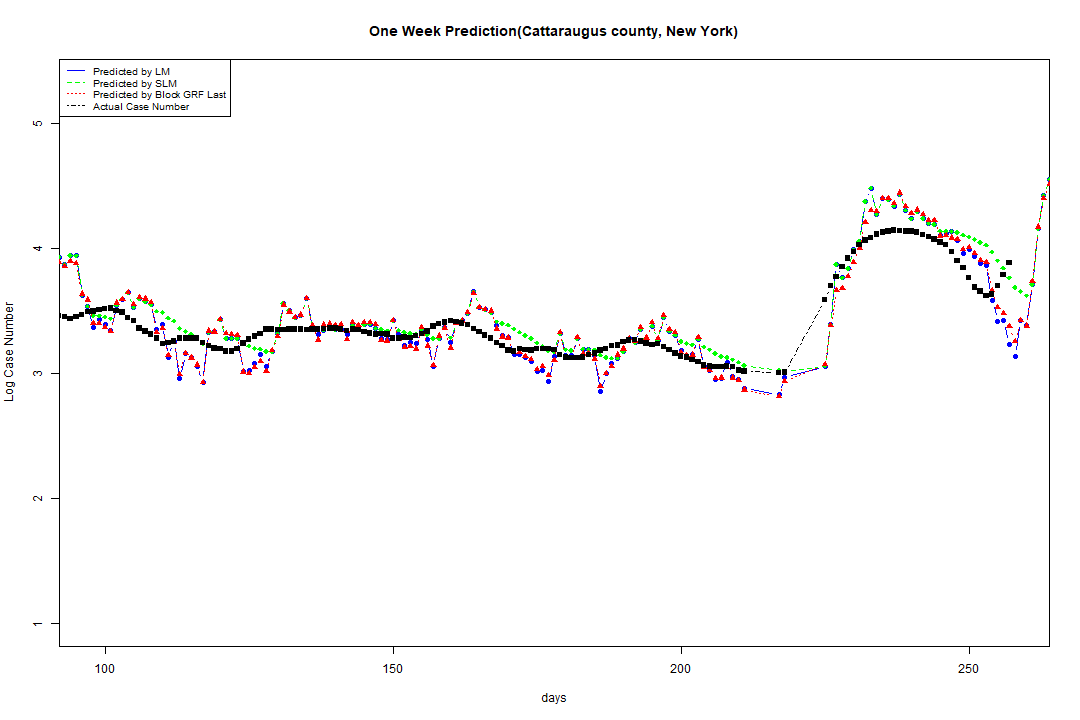 One Week Prediction(Cattaraugus county, New York)
Predicted by LM
Predicted by SLM
Predicted by Block GRF Last
Actual Case Number
5
4
3
2
1
Log Case Number
100 150 200 250
days